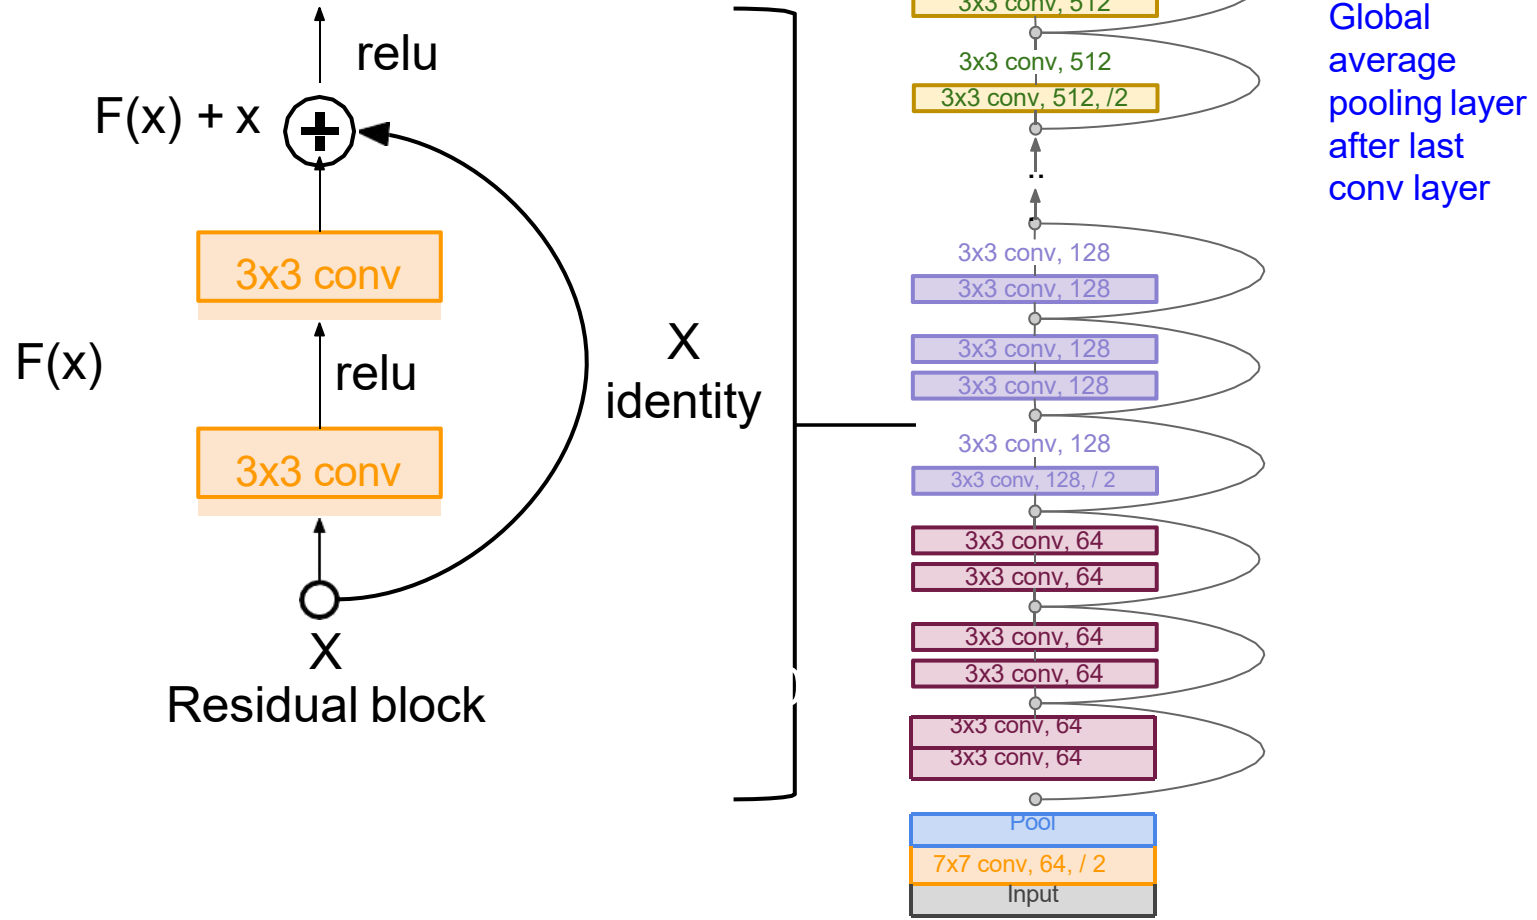 relu
F(x) + x
3x3 conv
F(x)
relu
3x3 conv
X
identity
X
Residual block
3x3 conv, 512
3x3 conv, 512
3x3 conv, 512, /2
..
3x3 conv, 128
3x3 conv, 128
3x3 conv, 128
3x3 conv, 128
3x3 conv, 128
3x3 conv, 128, / 2
3x3 conv, 64
3x3 conv, 64
3x3 conv, 64
3x3 conv, 64
3x3 conv, 64
3x3 conv, 64
Pool
7x7 conv, 64, / 2
Input
Global
average
pooling layer
after last
conv layer